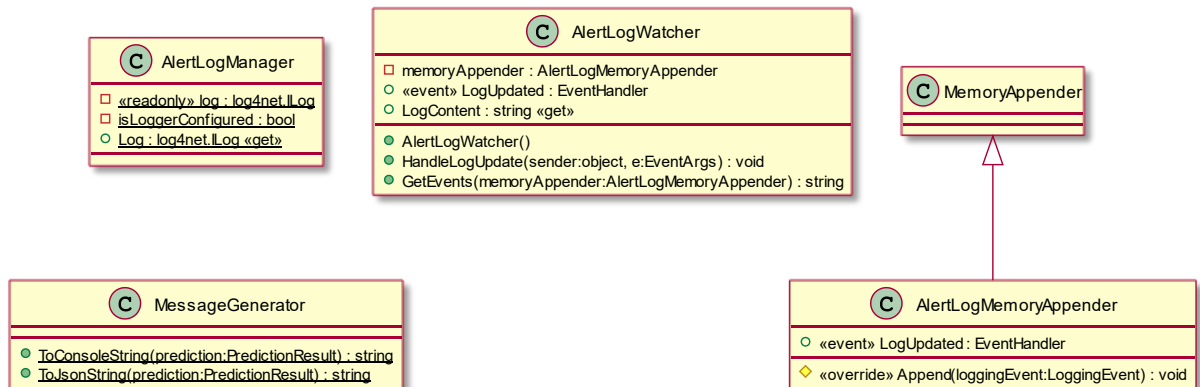 C AlertLogManager
«readonly» log : log4net.ILog
isLoggerConfigured : bool
Log : log4net.ILog «get»
C AlertLogWatcher
memoryAppender : AlertLogMemoryAppender
«event» LogUpdated : EventHandler
LogContent : string «get»
AlertLogWatcher()
HandleLogUpdate(sender:object, e:EventArgs) : void
GetEvents(memoryAppender:AlertLogMemoryAppender) : string
C MemoryAppender
C MessageGenerator
ToConsoleString(prediction:PredictionResult) : string
ToJsonString(prediction:PredictionResult) : string
C AlertLogMemoryAppender
«event» LogUpdated : EventHandler
«override» Append(loggingEvent:LoggingEvent) : void